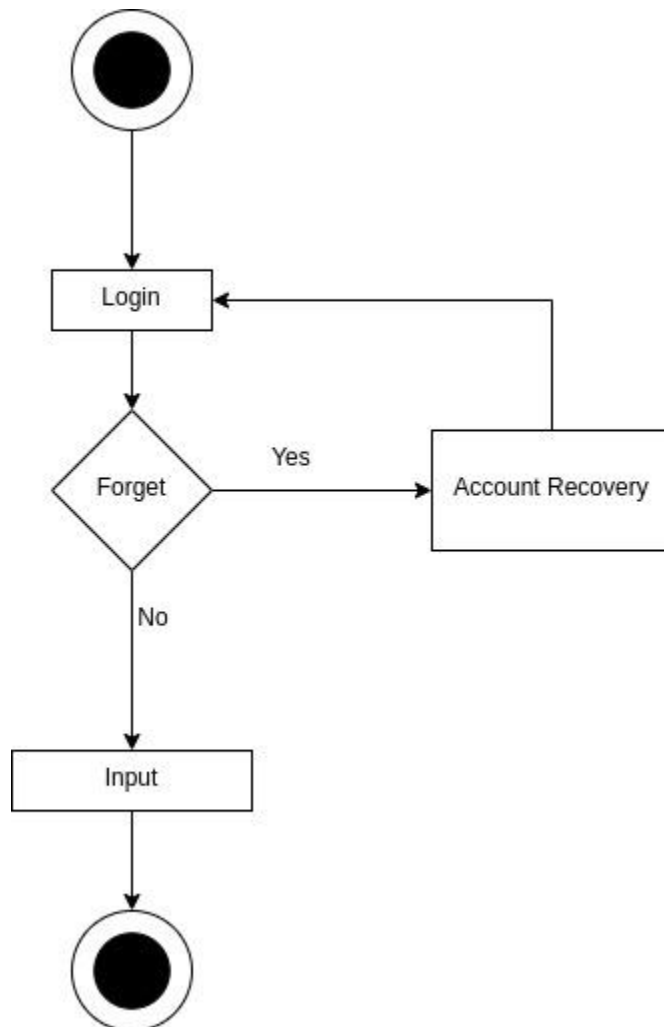 Login
Forget
Yes
Account Recovery
No
Input